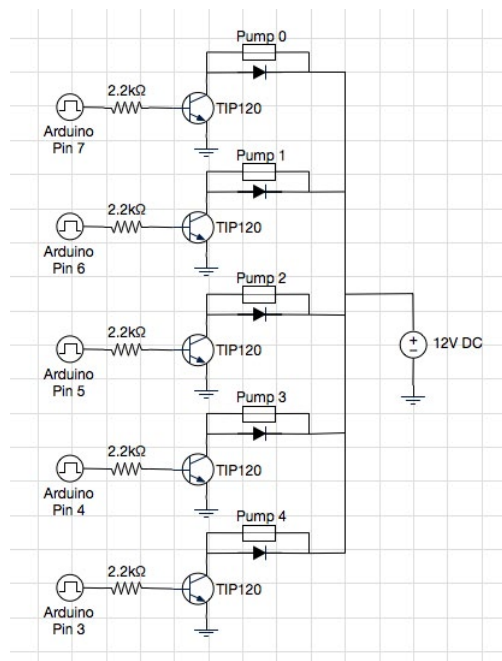 Pump 0
2.2kΩ
TIP120
Arduino
Pin 7
Pump 1
2.2kΩ
TIP120
Arduino
Pin 6
Pump 2
2.2kΩ
TIP120
12V DC
Arduino
Pin 5
Pump 3
2.2kΩ
TIP120
Arduino
Pin 4
Pump 4
2.2kΩ
TIP120
Arduino
Pin 3